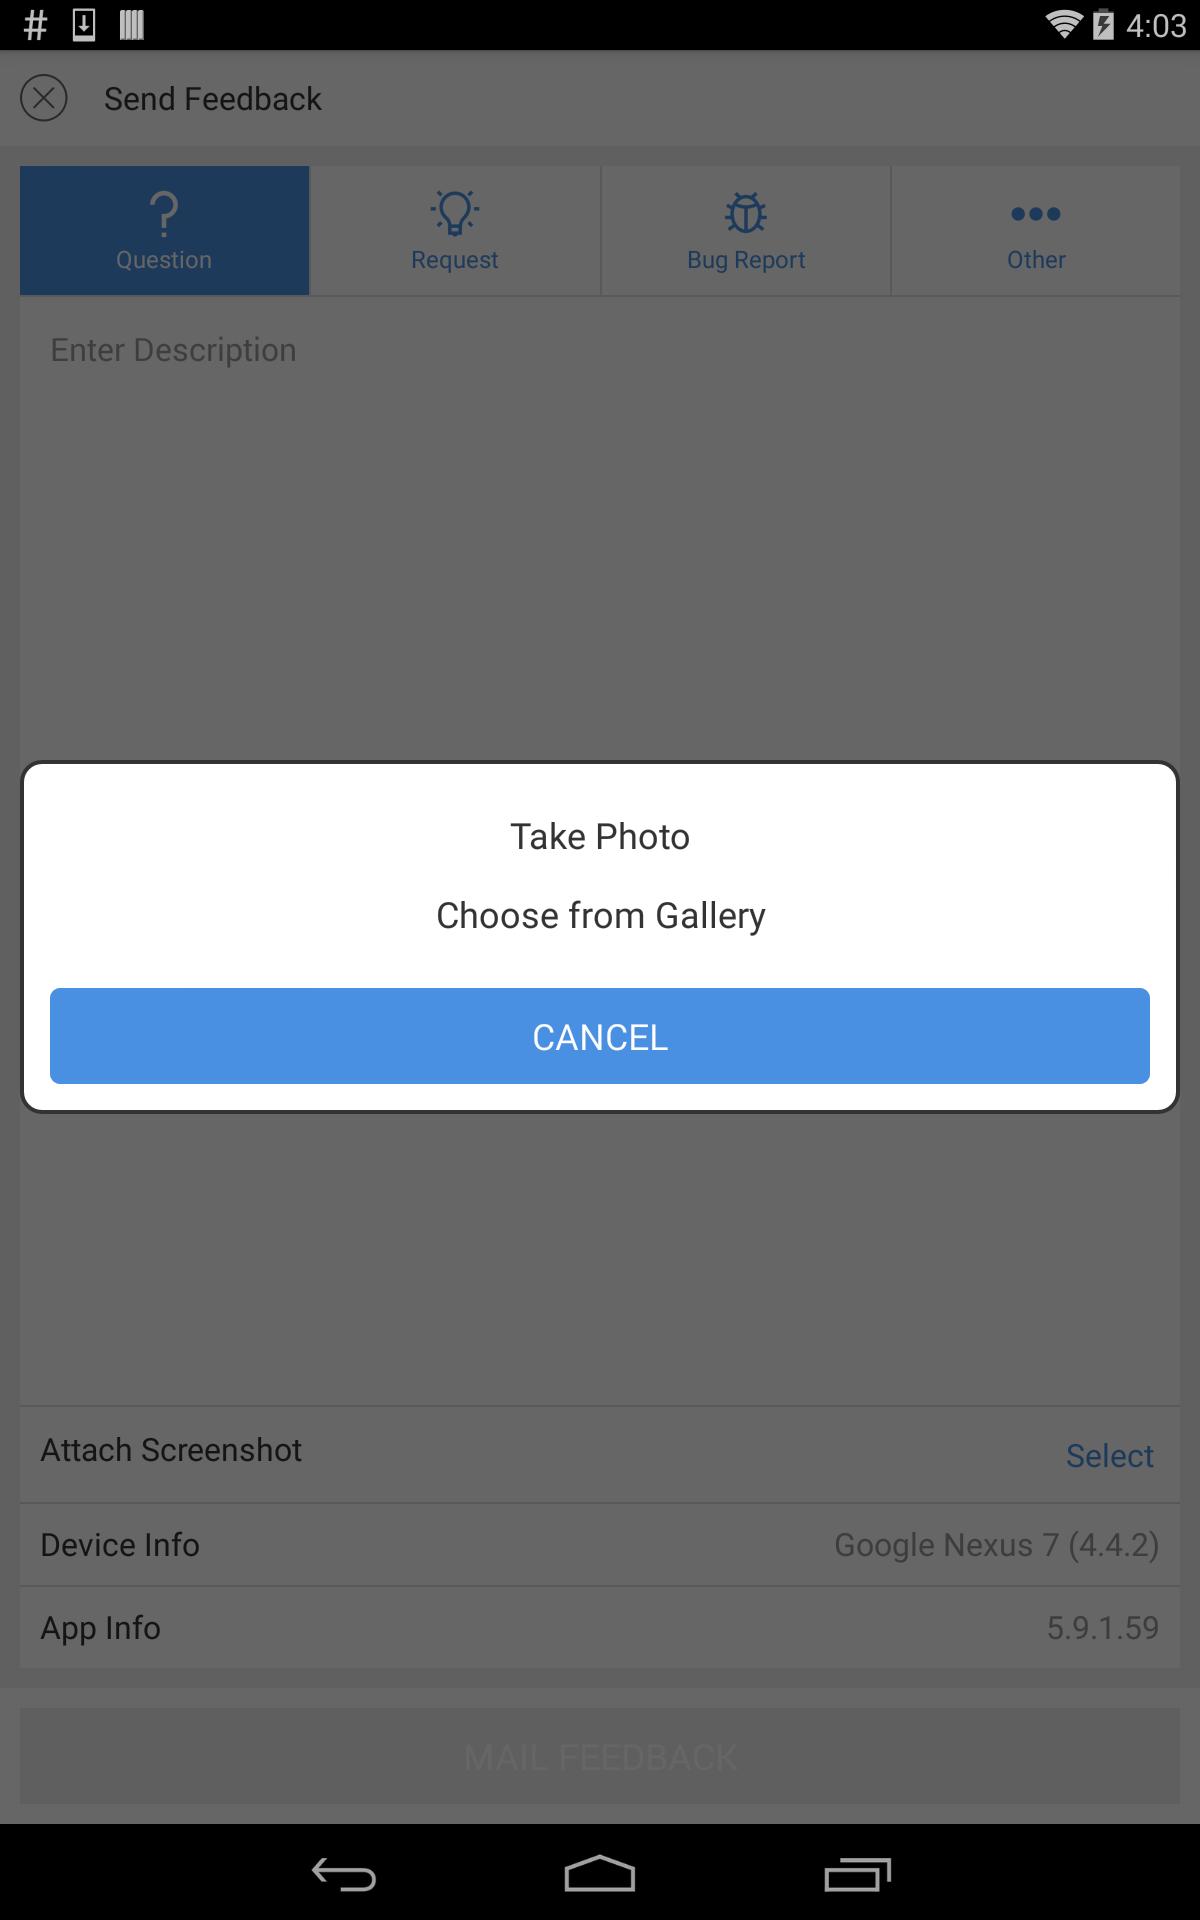 4:03
Send Feedback
Question
Request
Bug Report
Other
Enter Description
Take Photo
Choose from Gallery
CANCEL
Attach Screenshot
Select
Device Info
Google Nexus 7 (4.4.2)
App Info
5.9.1.59
MAIL FEEDBACK